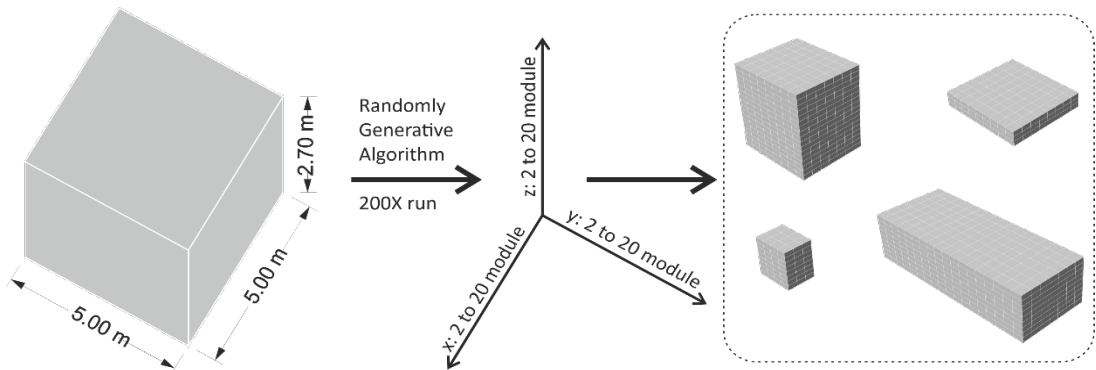 2.70 m
5.00 m
5.00 m
Randomly
Generative
Algorithm
200X run
z: 2 to 20 module
y: 2 to 20 module
x: 2 to 20 module